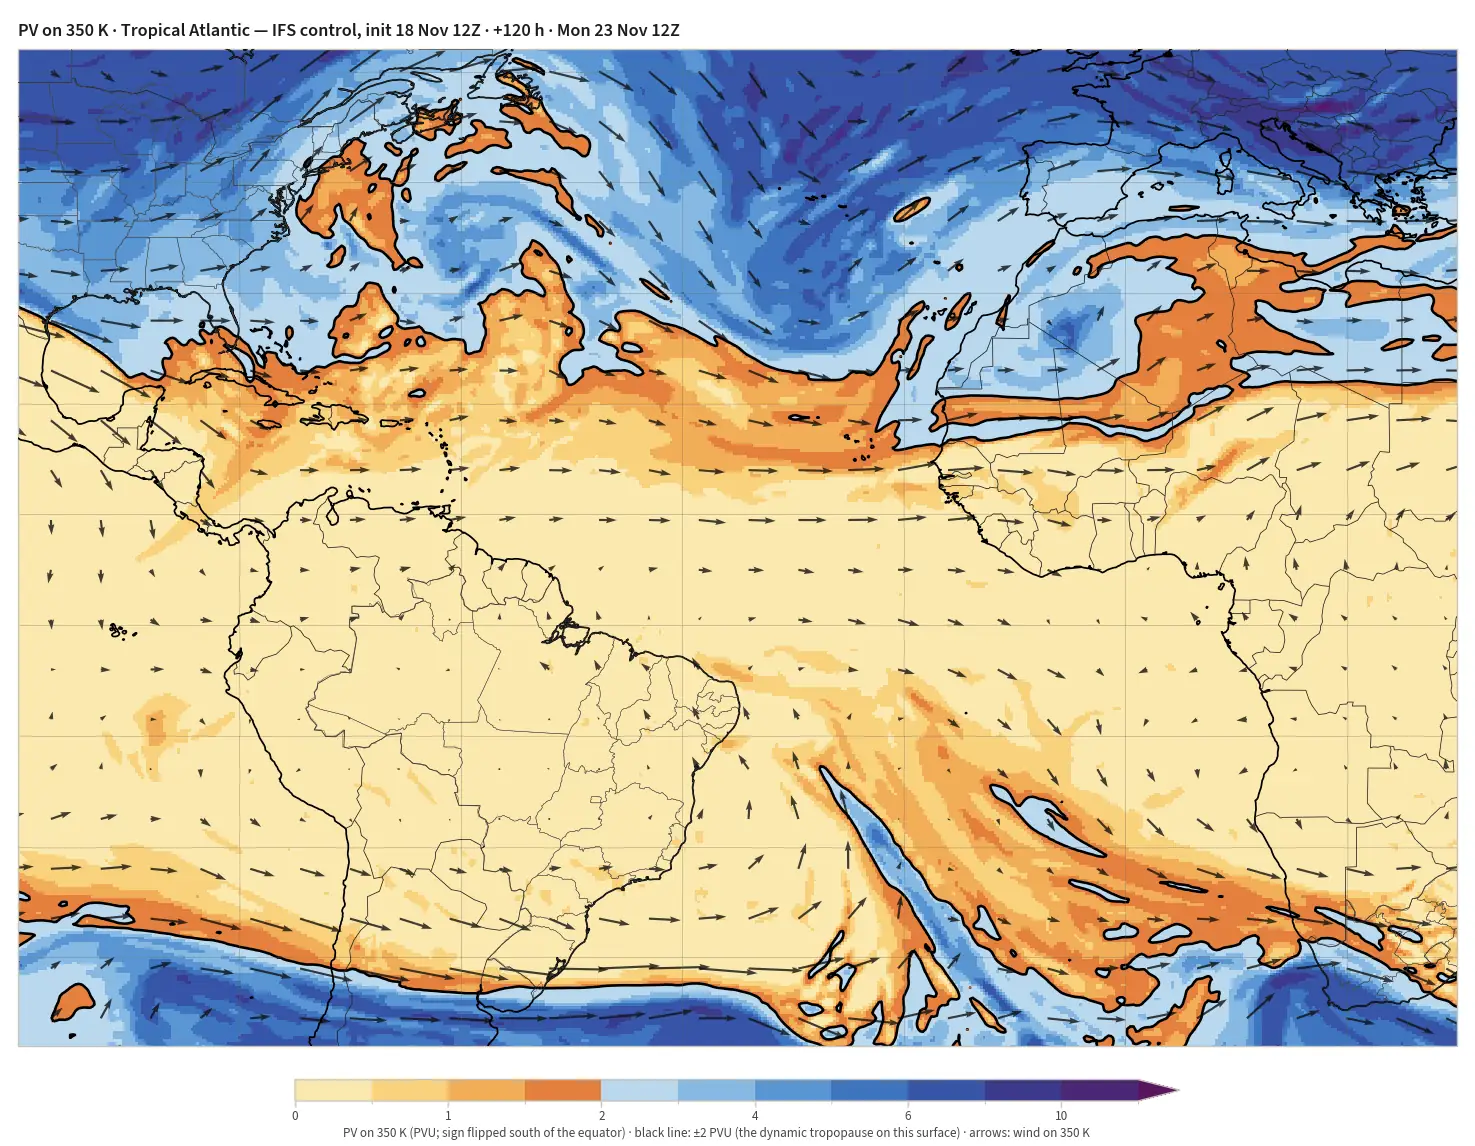 PV on 350 K · Tropical Atlantic — IFS control, init 18 Nov 12Z · +120 h · Mon 23 Nov 12Z
0 1 2 4 6 10
PV on 350 K (PVU; sign flipped south of the equator) · black line: ±2 PVU (the dynamic tropopause on this surface) · arrows: wind on 350 K